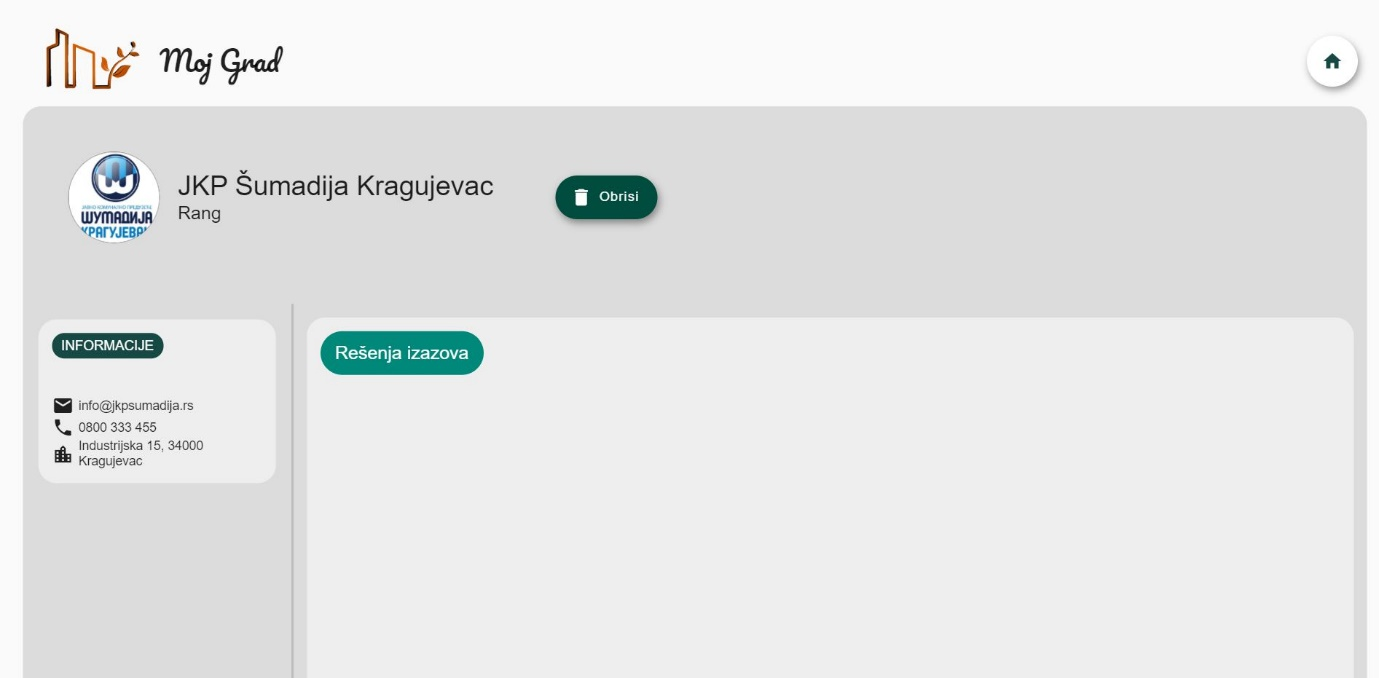 Moj Grad
JKP Šumadija Kragujevac
Rang
Obrisi
ШУМАДИЈА
КРАГУЈЕВАЦ
INFORMACIJE
Rešenja izazova
info@jkpsumadija.rs
0800 333 455
Industrijska 15, 34000
Kragujevac